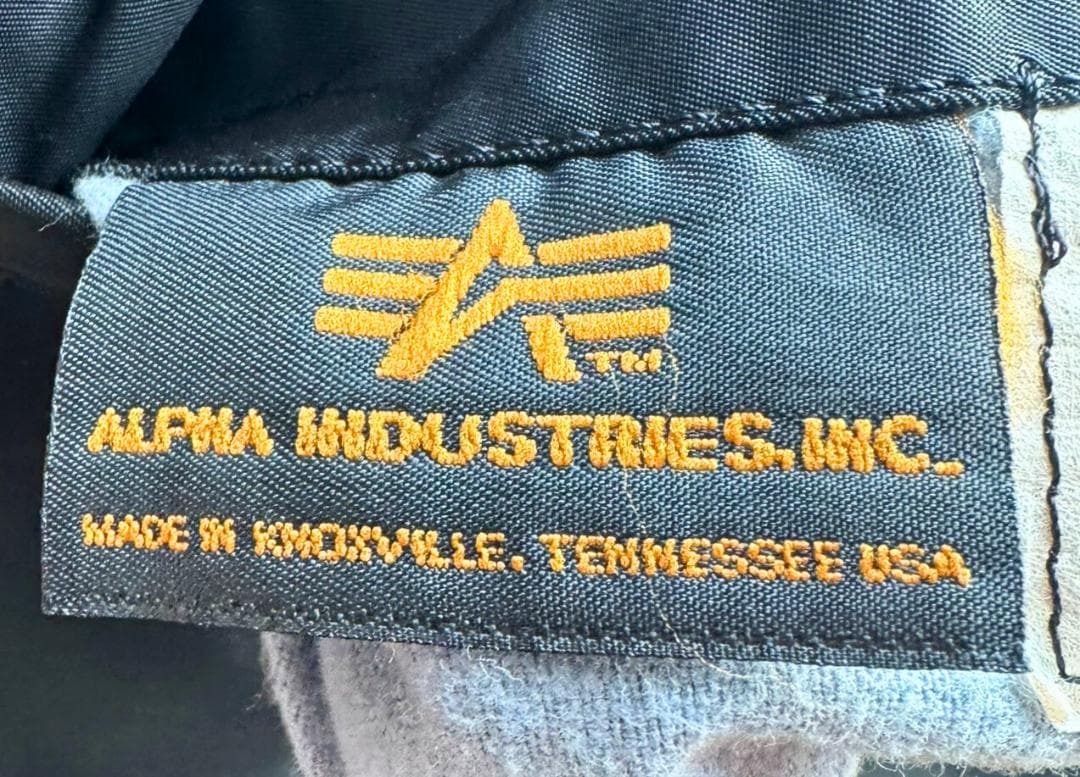 TM
ALPHA INDUSTRIES, INC.
MADE IN KNOXVILLE, TENNESSEE USA